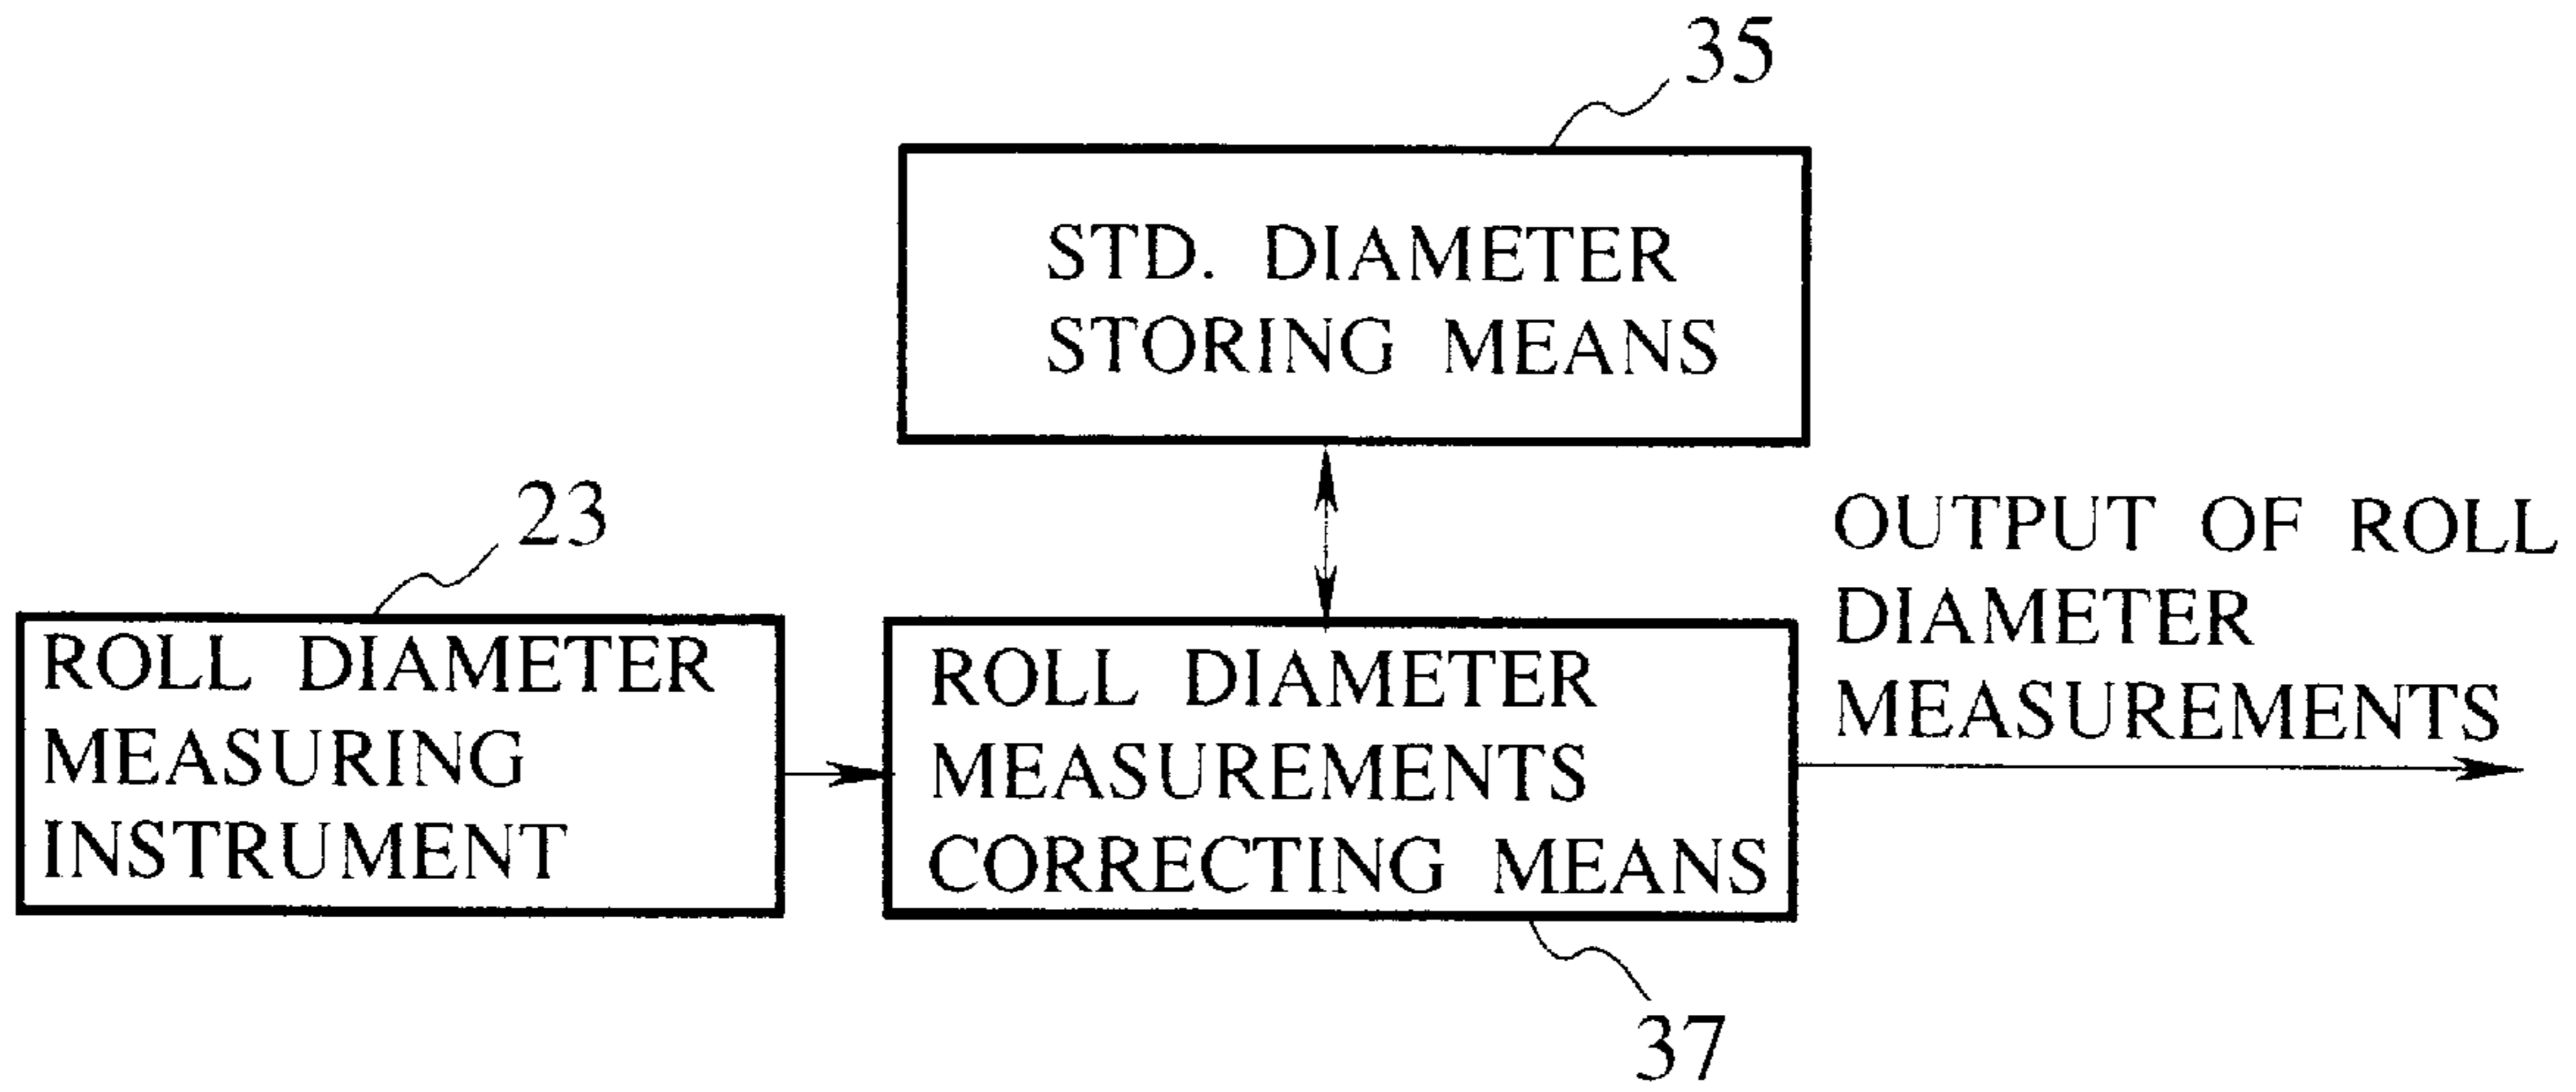 35
STD. DIAMETER
STORING MEANS
23
ROLL DIAMETER
MEASURING
INSTRUMENT
ROLL DIAMETER
MEASUREMENTS
CORRECTING MEANS
OUTPUT OF ROLL
DIAMETER
MEASUREMENTS
37